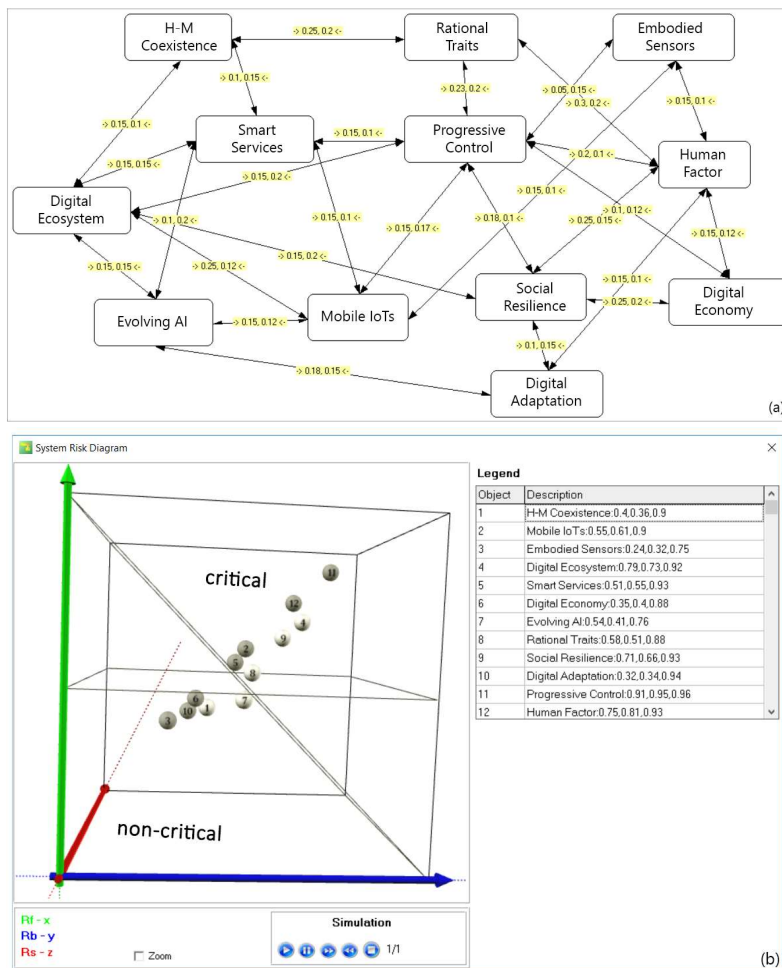 H-M
Coexistence
Rational
Traits
Embodied
Sensors
-> 0.25, 0.2 <-
-> 0.1, 0.15 <-
-> 0.23, 0.2 <-
-> 0.05, 0.15 <-
-> 0.3, 0.2 <-
-> 0.15, 0.1 <-
-> 0.15, 0.1 <-
Smart
Services
-> 0.15, 0.1 <-
Progressive
Control
Human
Factor
-> 0.15, 0.15 <-
-> 0.2, 0.1 <-
-> 0.15, 0.2 <-
Digital
Ecosystem
-> 0.15, 0.1 <-
-> 0.1, 0.2 <-
-> 0.15, 0.1 <-
-> 0.15, 0.17 <-
-> 0.18, 0.1 <-
-> 0.1, 0.12 <-
-> 0.25, 0.15 <-
-> 0.15, 0.12 <-
-> 0.15, 0.15 <-
-> 0.25, 0.12 <-
-> 0.15, 0.2 <-
-> 0.15, 0.1 <-
Evolving AI
-> 0.15, 0.12 <-
Mobile IoTs
Social
Resilience
-> 0.25, 0.2 <-
Digital
Economy
-> 0.1, 0.15 <-
-> 0.18, 0.15 <-
Digital
Adaptation
(a)
System Risk Diagram
critical
non-critical
11
12
4
9
2
5
8
7
6
10
1
3
Legend
Object Description
1 H-M Coexistence:0.4,0.36,0.9
2 Mobile IoTs:0.55,0.61,0.9
3 Embodied Sensors:0.24,0.32,0.75
4 Digital Ecosystem:0.79,0.73,0.92
5 Smart Services:0.51,0.55,0.93
6 Digital Economy:0.35,0.4,0.88
7 Evolving AI:0.54,0.41,0.76
8 Rational Traits:0.58,0.51,0.88
9 Social Resilience:0.71,0.66,0.93
10 Digital Adaptation:0.32,0.34,0.94
11 Progressive Control:0.91,0.95,0.96
12 Human Factor:0.75,0.81,0.93
Rf - x
Rb - y
Rs - z
Zoom
Simulation
1/1
(b)